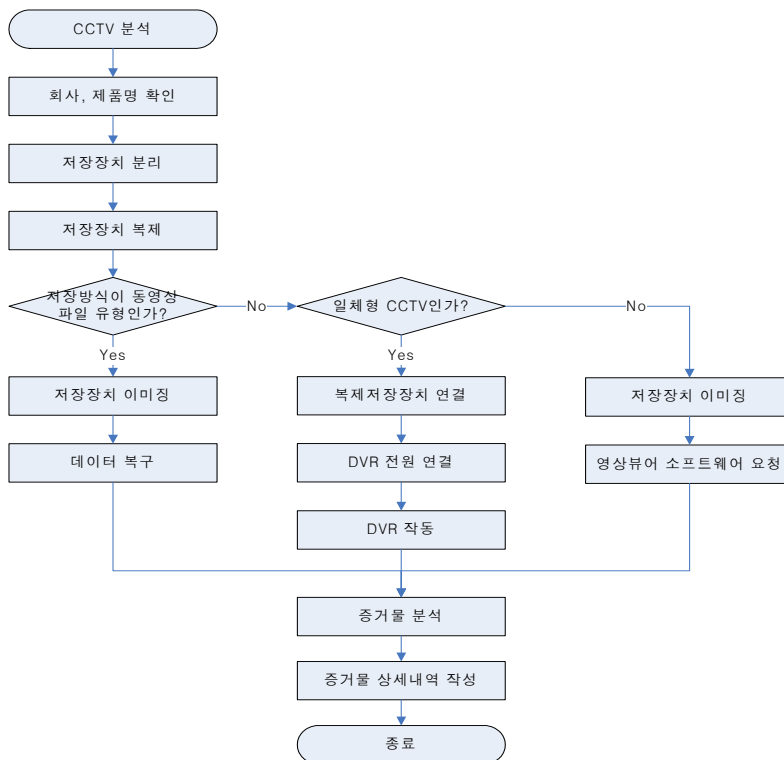 CCTV 분석
회사, 제품명 확인
저장장치 분리
저장장치 복제
저장방식이 동영상
파일 유형인가?
No
일체형 CCTV인가?
No
Yes
Yes
저장장치 이미징
복제저장장치 연결
저장장치 이미징
데이터 복구
DVR 전원 연결
영상뷰어 소프트웨어 요청
DVR 작동
증거물 분석
증거물 상세내역 작성
종료